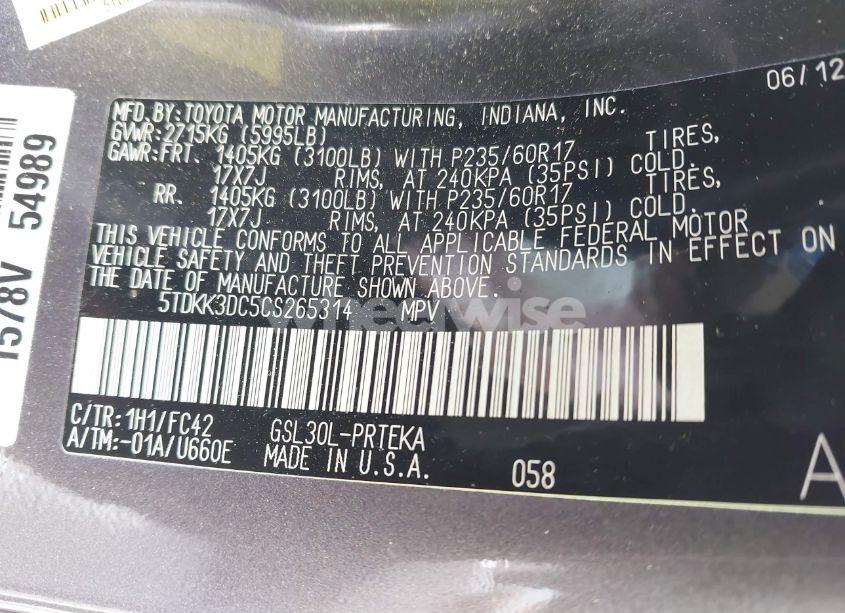 06/12
MFD.BY:TOYOTA MOTOR MANUFACTURING, INDIANA, INC.
GVWR:2715KG (5995LB)
GAWR:FRT. 1405KG (3100LB) WITH P235/60R17 TIRES,
17X7J RIMS, AT 240KPA (35PSI) COLD.
RR. 1405KG (3100LB) WITH P235/60R17 TIRES,
17X7J RIMS, AT 240KPA (35PSI) COLD.
THIS VEHICLE CONFORMS TO ALL APPLICABLE FEDERAL MOTOR
VEHICLE SAFETY AND THEFT PREVENTION STANDARDS IN EFFECT ON
THE DATE OF MANUFACTURE SHOWN ABOVE.
5TDKK3DC5CS265314 MPV
wheelwise
C/TR:1H1/FC42 GSL30L-PRTEKA
A/TM:-01A/U660E MADE IN U.S.A.
058
A
1578V 54989